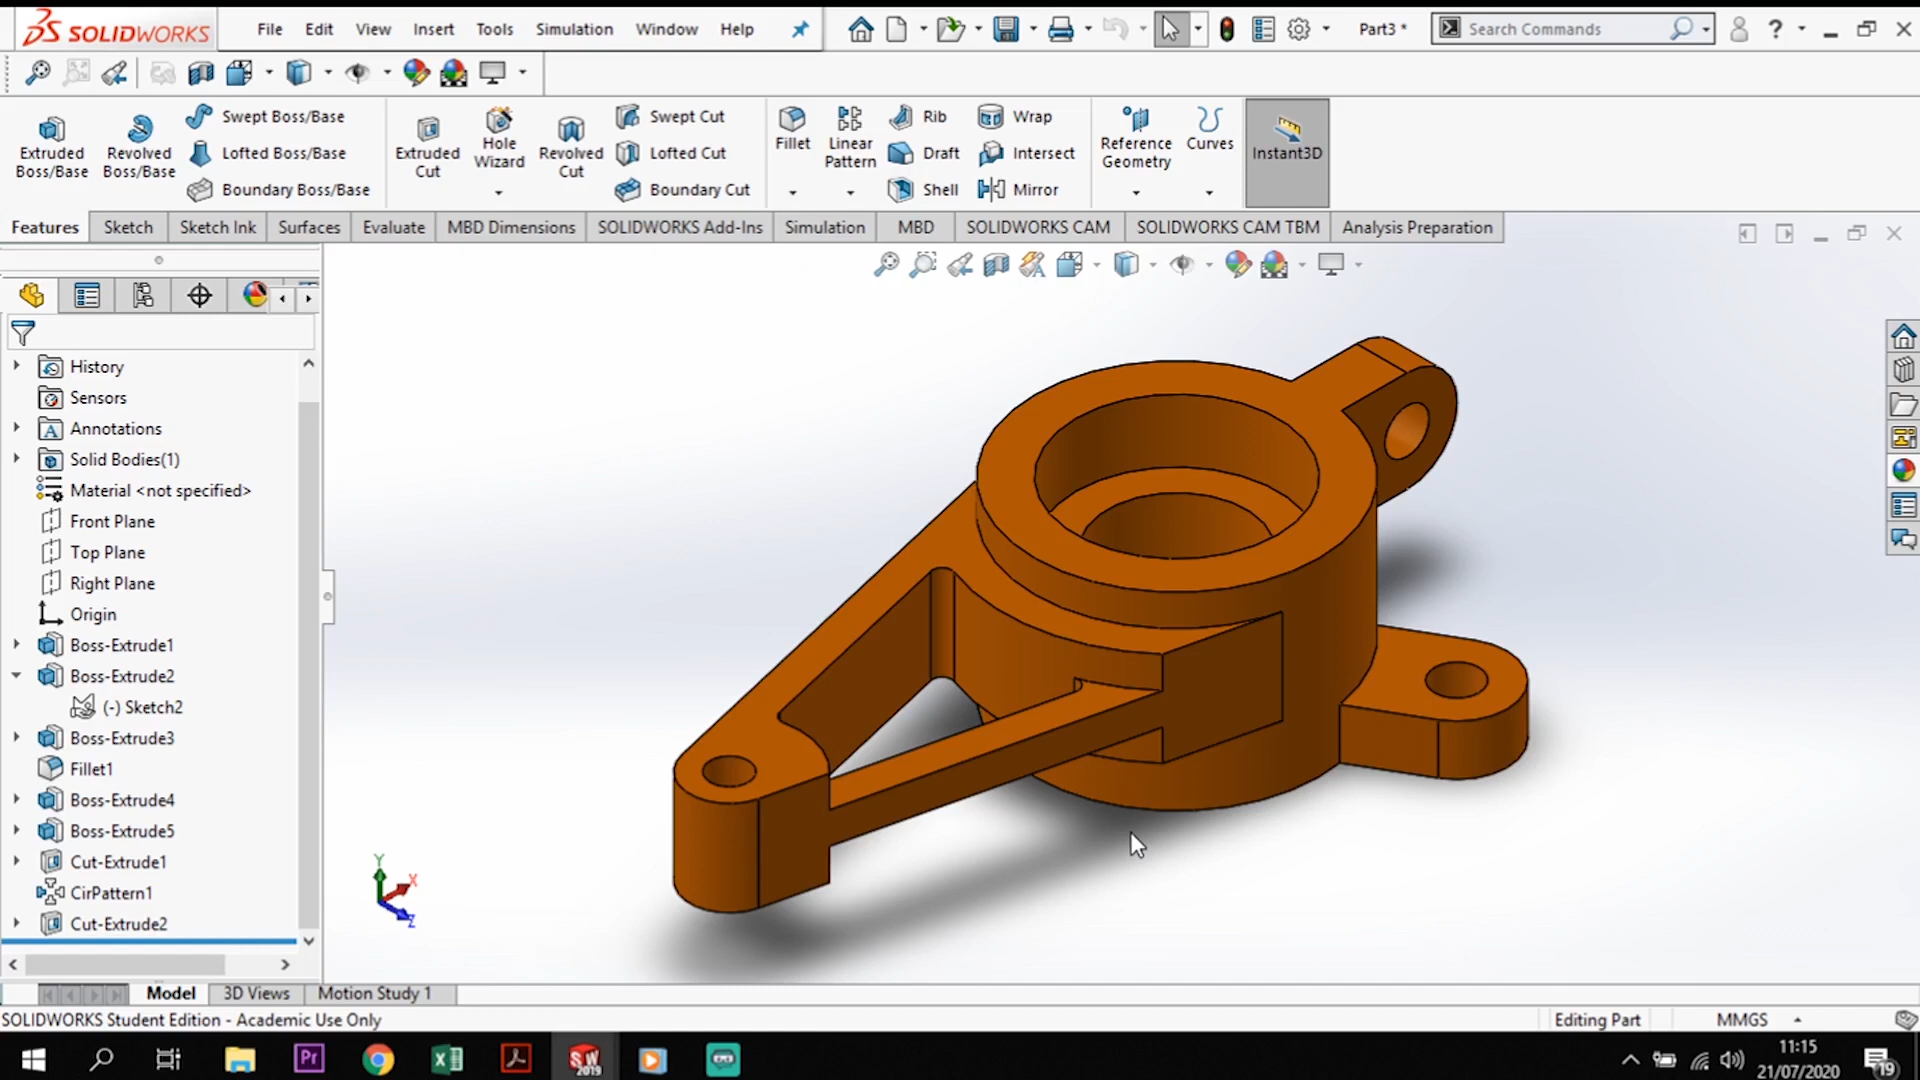 SOLIDWORKS File Edit View Insert Tools Simulation Window Help Part3 * Search Commands ?
Extruded Boss/Base
Revolved Boss/Base
Swept Boss/Base
Lofted Boss/Base
Boundary Boss/Base
Extruded Cut
Hole Wizard
Revolved Cut
Swept Cut
Lofted Cut
Boundary Cut
Fillet
Linear Pattern
Rib
Draft
Shell
Wrap
Intersect
Mirror
Reference Geometry
Curves
Instant3D
Features Sketch Sketch Ink Surfaces Evaluate MBD Dimensions SOLIDWORKS Add-Ins Simulation MBD SOLIDWORKS CAM SOLIDWORKS CAM TBM Analysis Preparation
History
Sensors
Annotations
Solid Bodies(1)
Material <not specified>
Front Plane
Top Plane
Right Plane
Origin
Boss-Extrude1
Boss-Extrude2
(-) Sketch2
Boss-Extrude3
Fillet1
Boss-Extrude4
Boss-Extrude5
Cut-Extrude1
CirPattern1
Cut-Extrude2
Y
X
Z
Model 3D Views Motion Study 1
SOLIDWORKS Student Edition - Academic Use Only Editing Part MMGS
Pr SW 2019
11:15
21/07/2020
19